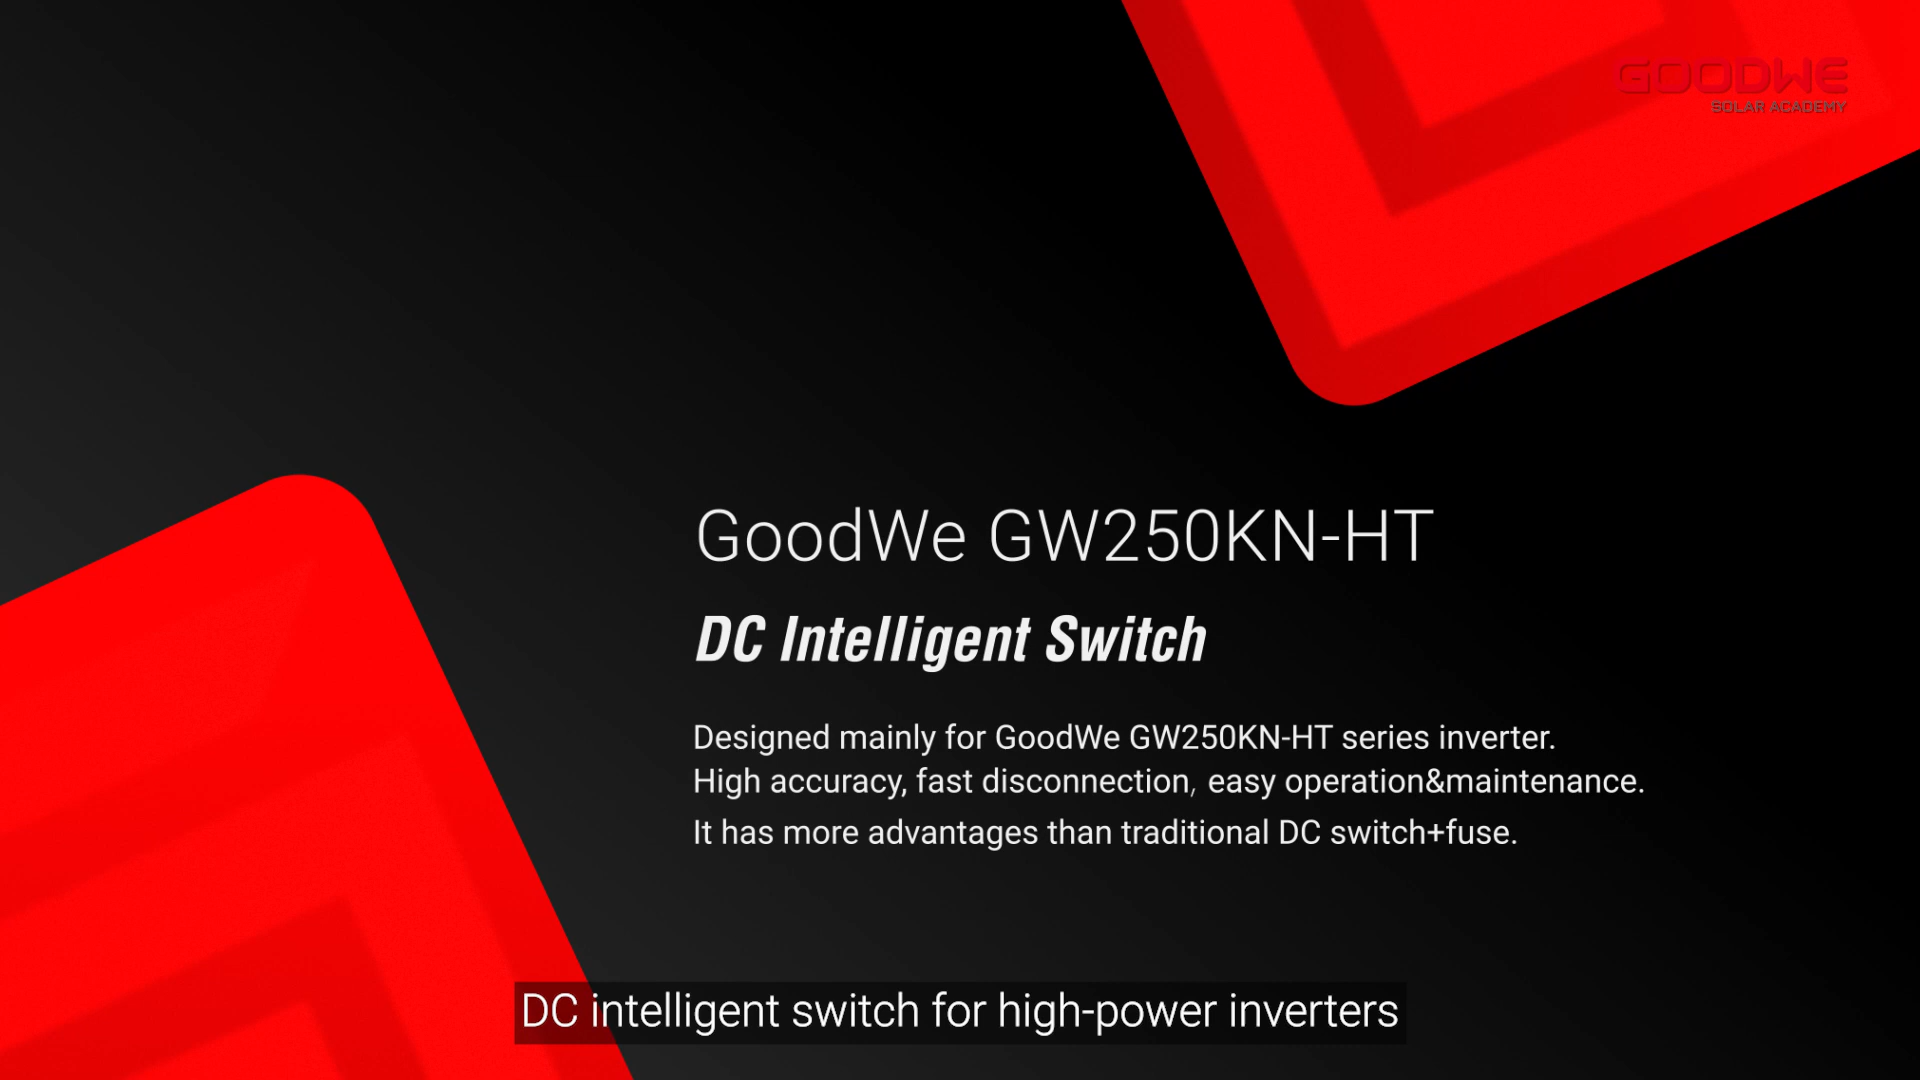 GOODWE
SOLAR ACADEMY
GoodWe GW250KN-HT
DC Intelligent Switch
Designed mainly for GoodWe GW250KN-HT series inverter.
High accuracy, fast disconnection, easy operation&maintenance.
It has more advantages than traditional DC switch+fuse.
DC intelligent switch for high-power inverters